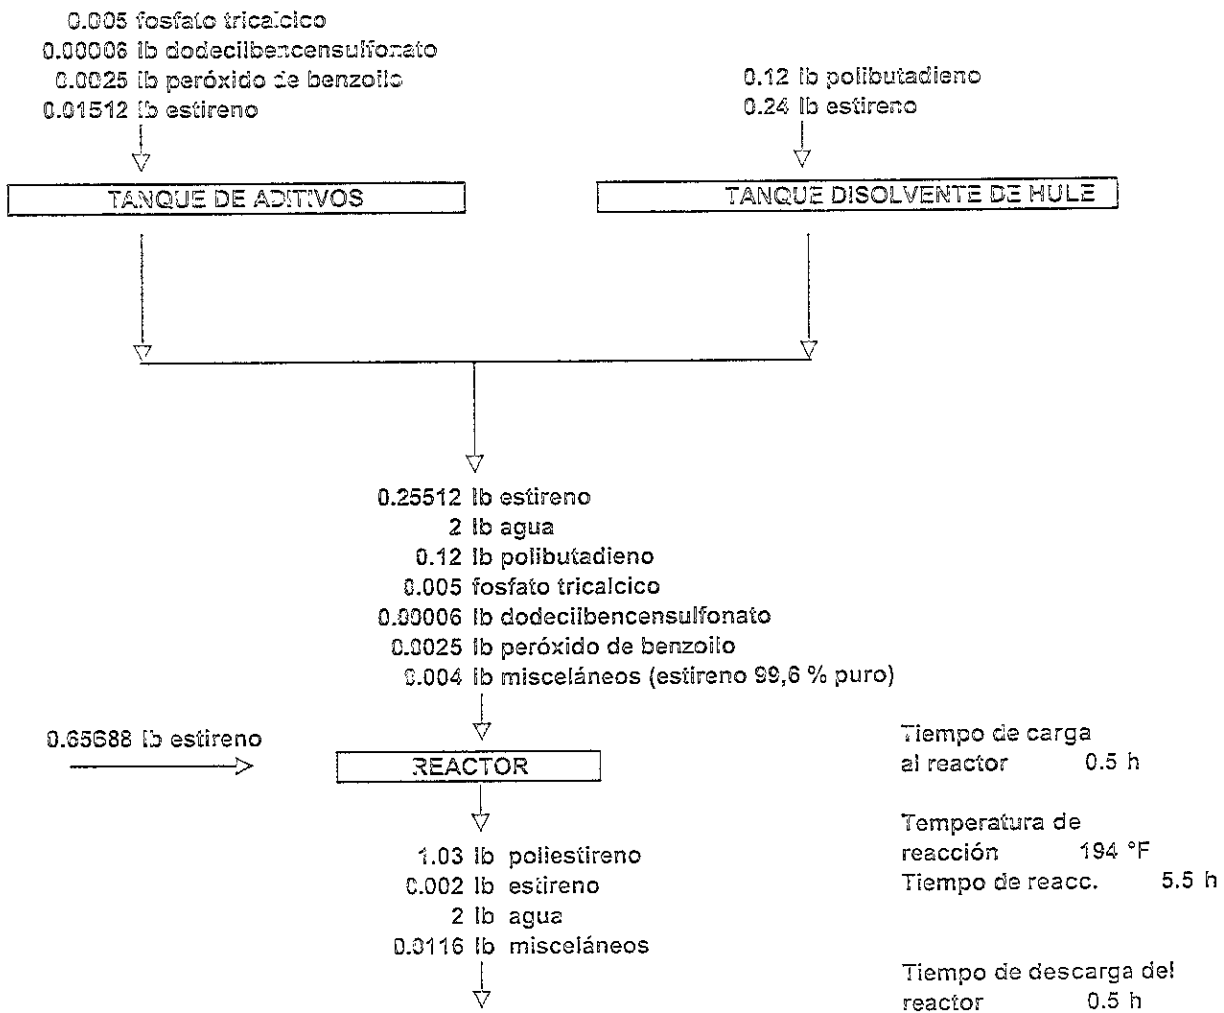 0.005 fosfato tricalcico
0.00006 lb dodecilbencensulfonato
0.0025 lb peróxido de benzoilo
0.01512 lb estireno
0.12 lb polibutadieno
0.24 lb estireno
TANQUE DE ADITIVOS
TANQUE DISOLVENTE DE HULE
0.25512 lb estireno
2 lb agua
0.12 lb polibutadieno
0.005 fosfato tricalcico
0.00006 lb dodecilbencensulfonato
0.0025 lb peróxido de benzoilo
0.004 lb misceláneos (estireno 99,6 % puro)
0.65688 lb estireno
REACTOR
Tiempo de carga
al reactor 0.5 h
Temperatura de
reacción 194 °F
Tiempo de reacc. 5.5 h
1.03 lb poliestireno
0.002 lb estireno
2 lb agua
0.0116 lb misceláneos
Tiempo de descarga del
reactor 0.5 h